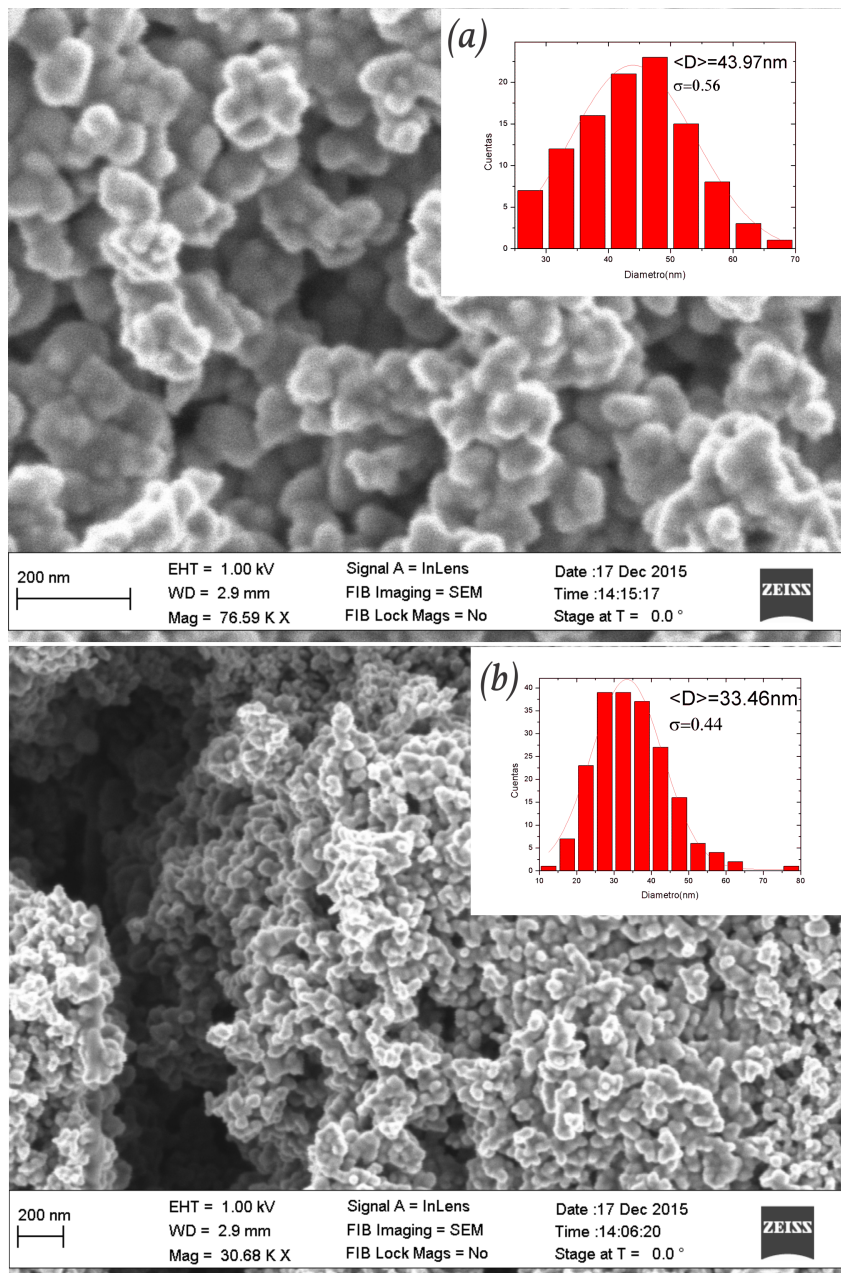 (a)
<D>=43.97nm
σ=0.56
20
15
10
5
0
Cuentas
30 40 50 60 70
Diametro(nm)
200 nm
EHT = 1.00 kV Signal A = InLens Date :17 Dec 2015
WD = 2.9 mm FIB Imaging = SEM Time :14:15:17
Mag = 76.59 K X FIB Lock Mags = No Stage at T = 0.0 °
ZEISS
(b)
<D>=33.46nm
σ=0.44
40
35
30
25
20
15
10
5
0
Cuentas
10 20 30 40 50 60 70 80
Diametro(nm)
200 nm
EHT = 1.00 kV Signal A = InLens Date :17 Dec 2015
WD = 2.9 mm FIB Imaging = SEM Time :14:06:20
Mag = 30.68 K X FIB Lock Mags = No Stage at T = 0.0 °
ZEISS